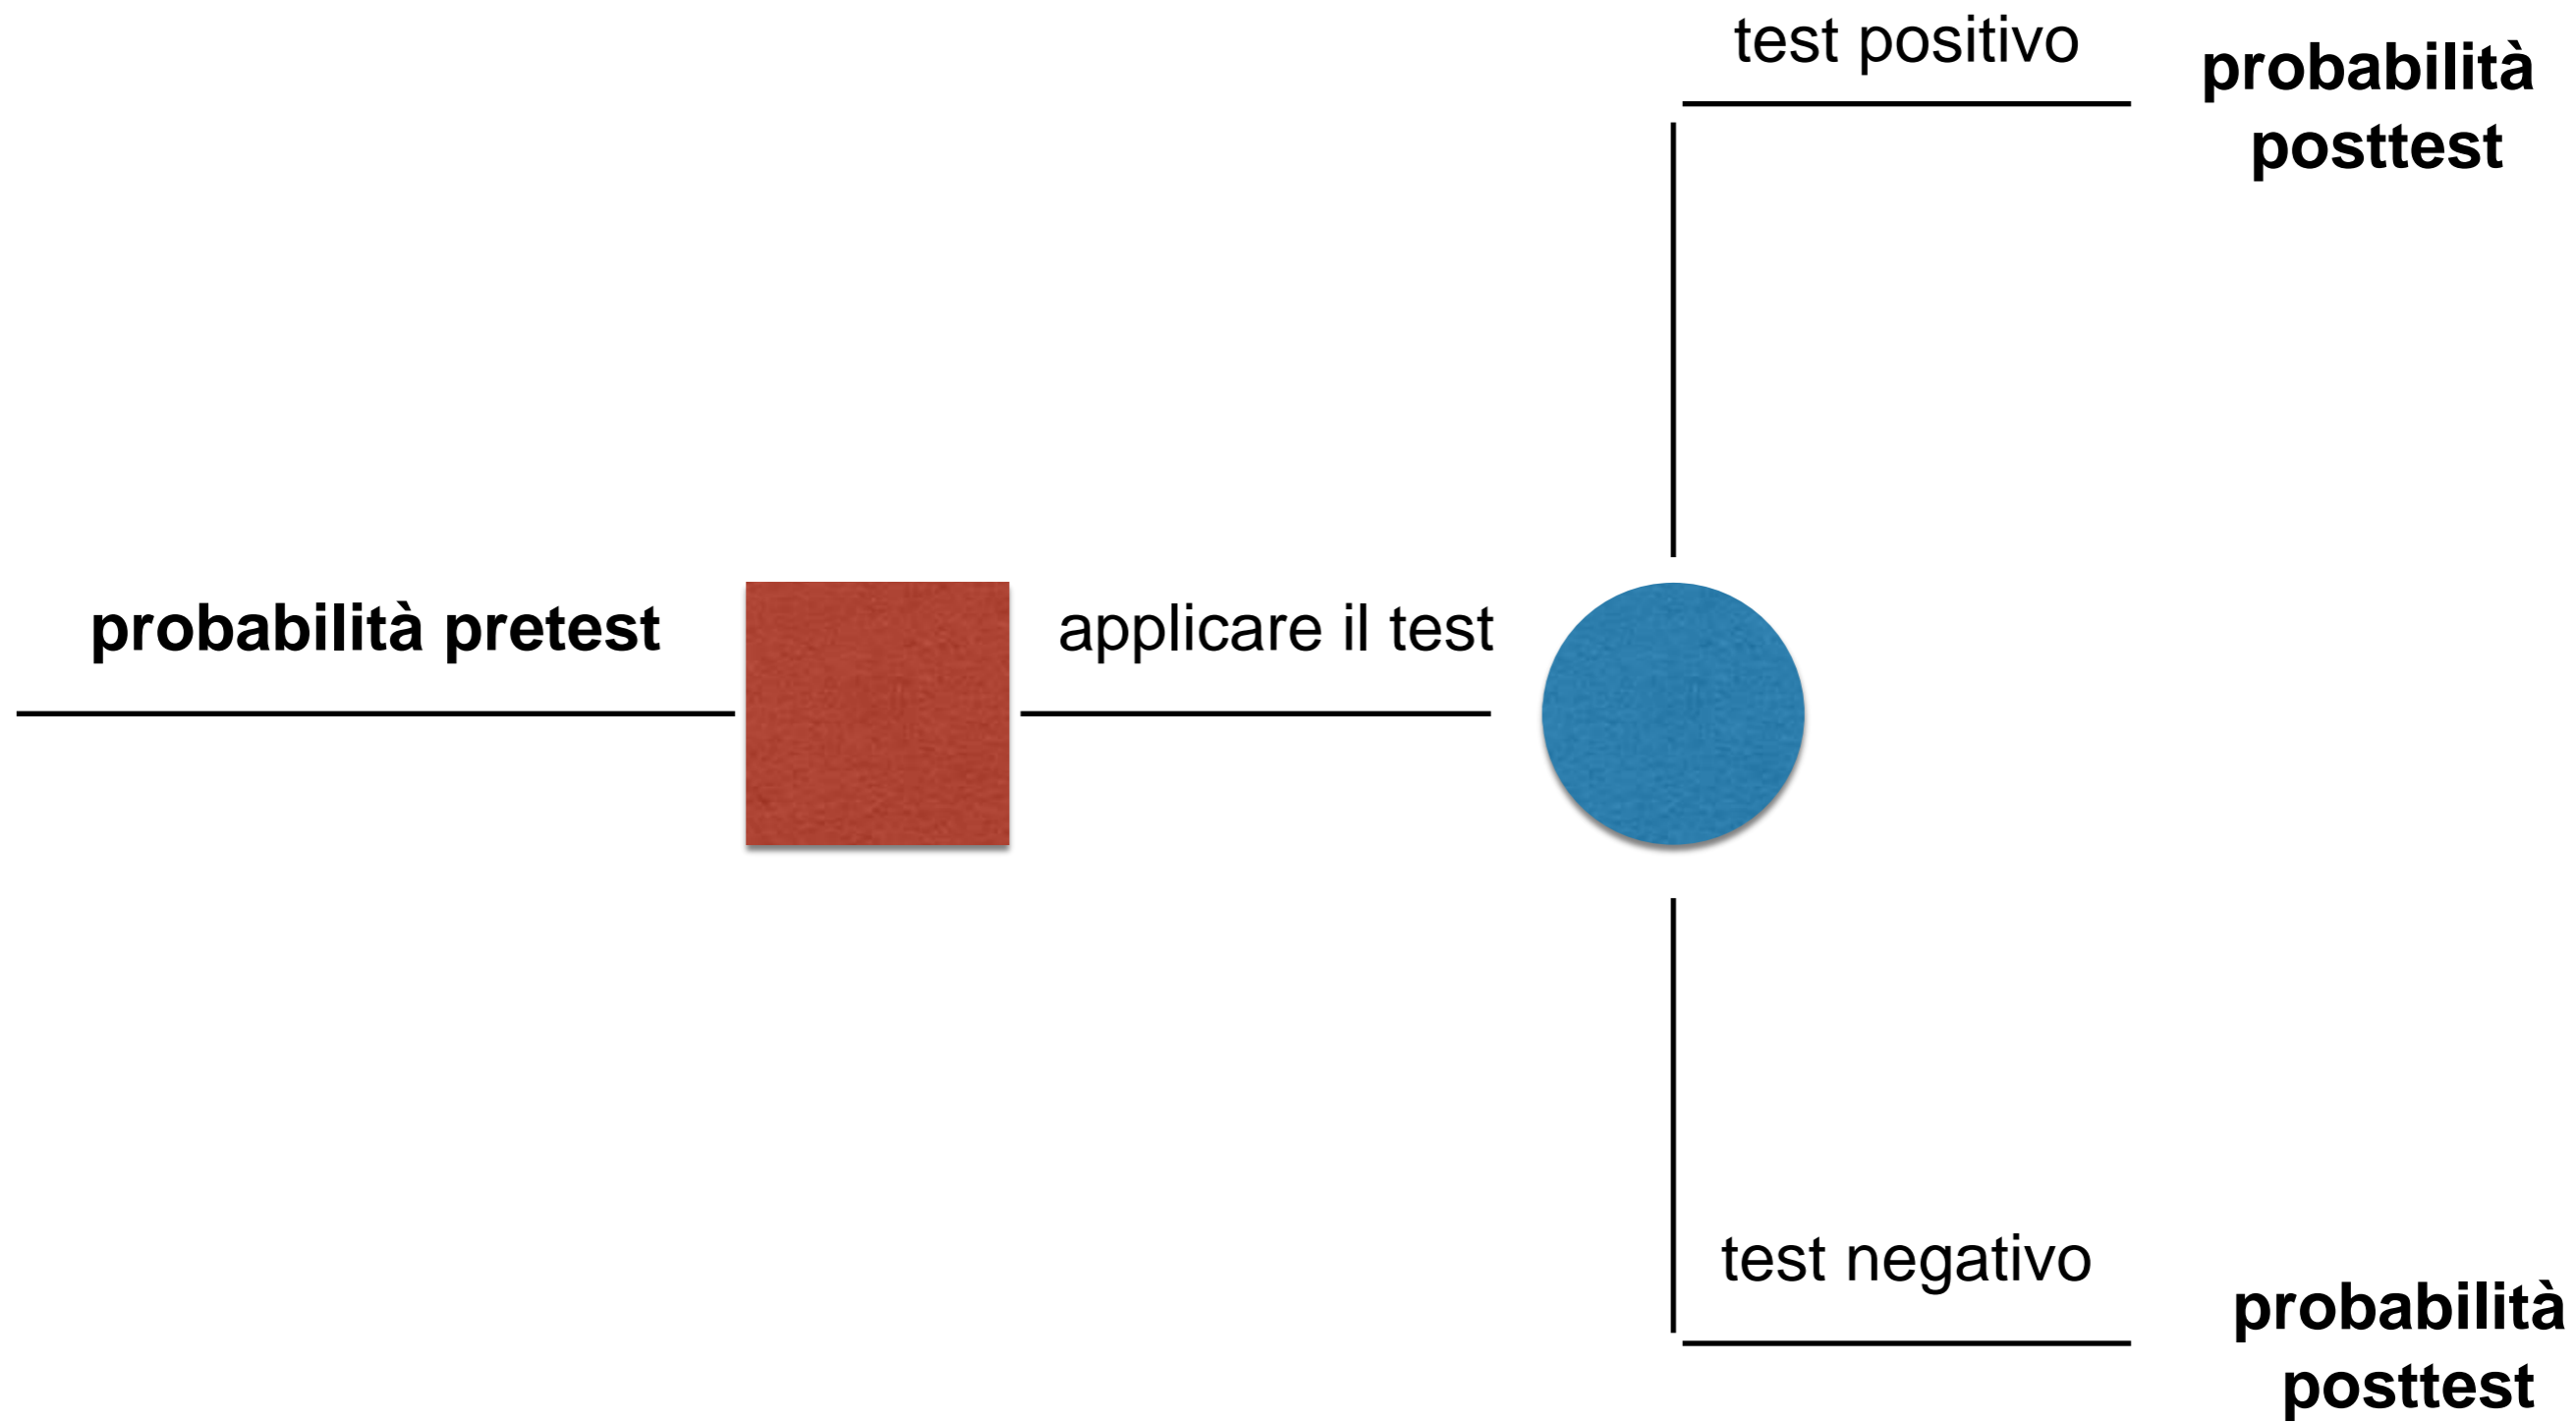 test positivo
probabilità
posttest
probabilità pretest
applicare il test
test negativo
probabilità
posttest